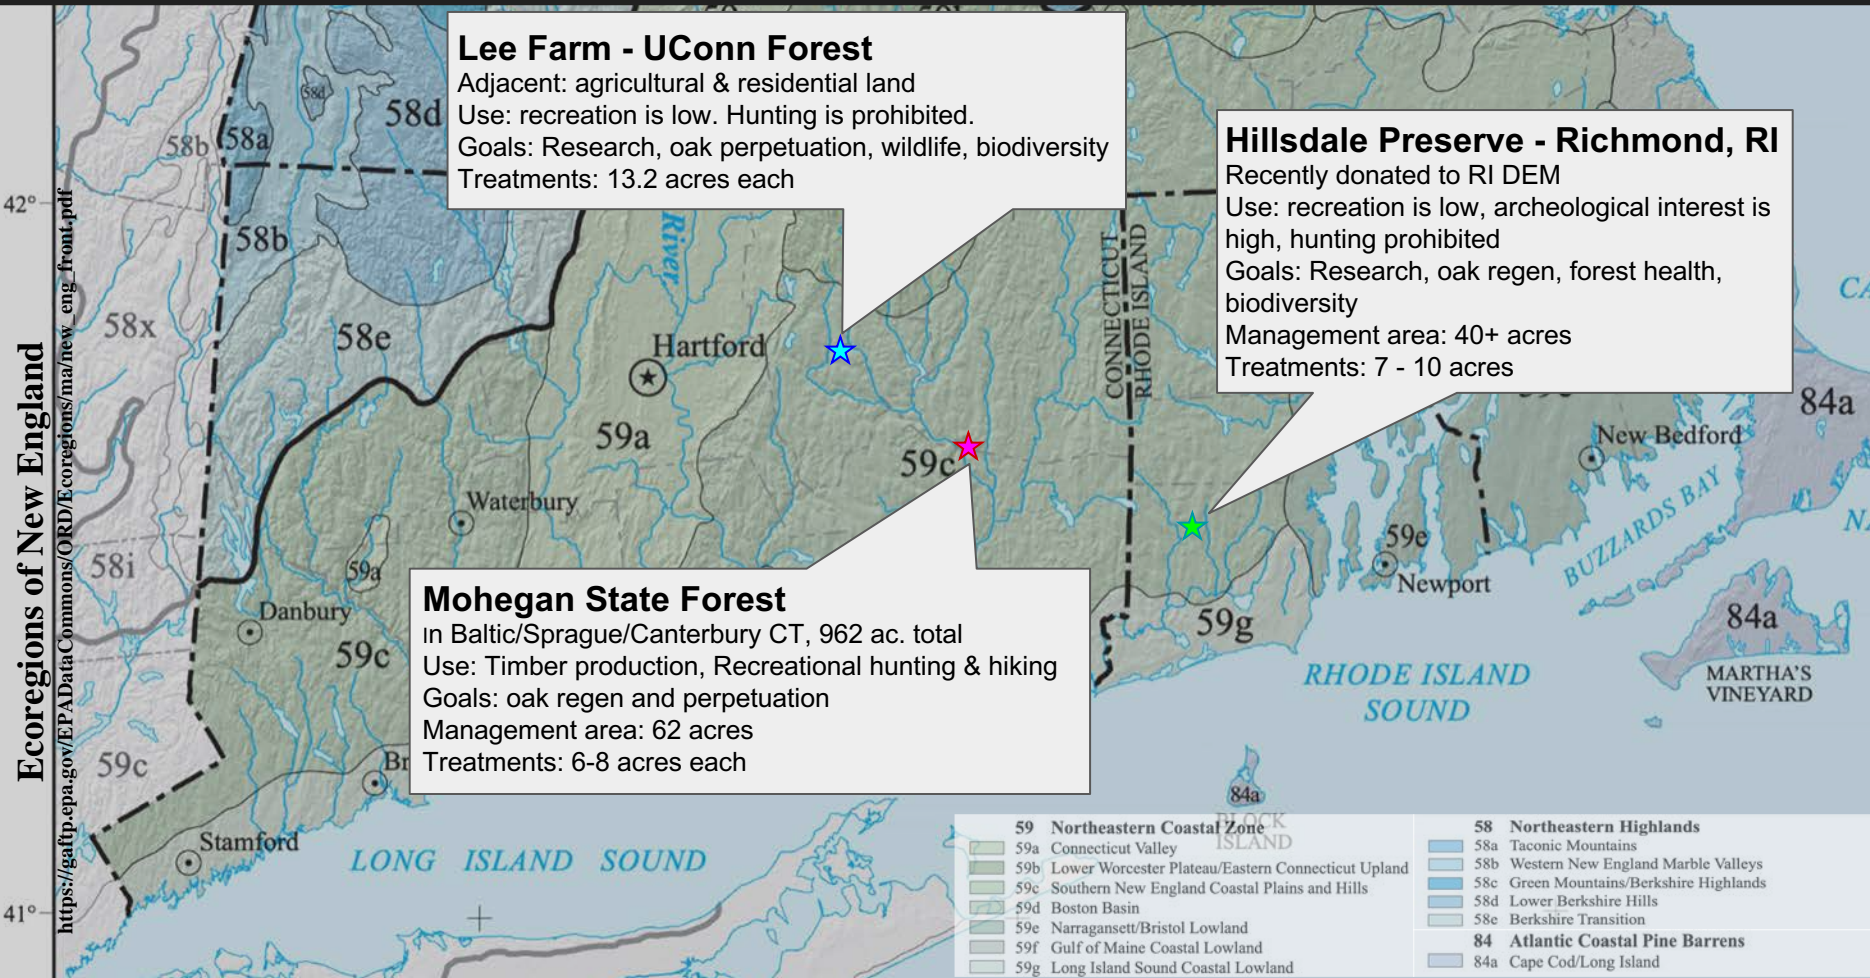 Ecoregions of New England
https://gaftp.epa.gov/EPADataCommons/ORD/Ecoregions/ma/new_eng_front.pdf
Lee Farm - UConn Forest
Adjacent: agricultural & residential land
Use: recreation is low. Hunting is prohibited.
Goals: Research, oak perpetuation, wildlife, biodiversity
Treatments: 13.2 acres each
Hillsdale Preserve - Richmond, RI
Recently donated to RI DEM
Use: recreation is low, archeological interest is
high, hunting prohibited
Goals: Research, oak regen, forest health,
biodiversity
Management area: 40+ acres
Treatments: 7 - 10 acres
Mohegan State Forest
In Baltic/Sprague/Canterbury CT, 962 ac. total
Use: Timber production, Recreational hunting & hiking
Goals: oak regen and perpetuation
Management area: 62 acres
Treatments: 6-8 acres each
58d
58d
58b
58a
42°
58b
River
CONNECTICUT
RHODE ISLAND
58x
58e
Hartford
84a
59a
59c
New Bedford
Waterbury
BUZZARDS BAY
58i
59a
59e
Newport
Danbury
59c
59g
84a
RHODE ISLAND
SOUND
MARTHA'S
VINEYARD
59c
Br
84a
BLOCK
ISLAND
Stamford
LONG ISLAND SOUND
41°
59 Northeastern Coastal Zone
59a Connecticut Valley
59b Lower Worcester Plateau/Eastern Connecticut Upland
59c Southern New England Coastal Plains and Hills
59d Boston Basin
59e Narragansett/Bristol Lowland
59f Gulf of Maine Coastal Lowland
59g Long Island Sound Coastal Lowland
58 Northeastern Highlands
58a Taconic Mountains
58b Western New England Marble Valleys
58c Green Mountains/Berkshire Highlands
58d Lower Berkshire Hills
58e Berkshire Transition
84 Atlantic Coastal Pine Barrens
84a Cape Cod/Long Island